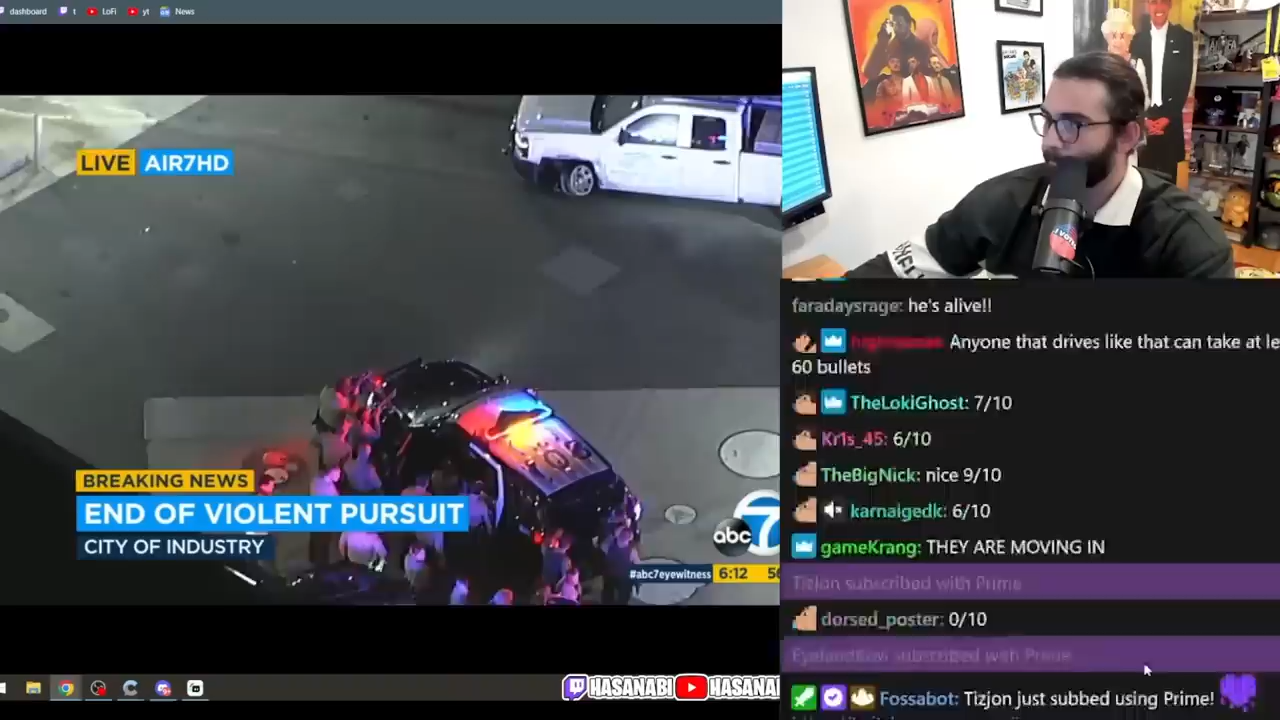 dashboard
t
LoFi
yt
News
LIVE AIR7HD
BREAKING NEWS
END OF VIOLENT PURSUIT
CITY OF INDUSTRY
abc 7
#abc7eyewitness 6:12 56
HASANABI HASANA
faradaysrage: he's alive!!
Anyone that drives like that can take at le
60 bullets
TheLokiGhost: 7/10
Kr1s_45: 6/10
TheBigNick: nice 9/10
karnaigedk: 6/10
gameKrang: THEY ARE MOVING IN
Tizjon subscribed with Prime
dorsed_poster: 0/10
subscribed with Prime
Fossabot: Tizjon just subbed using Prime!